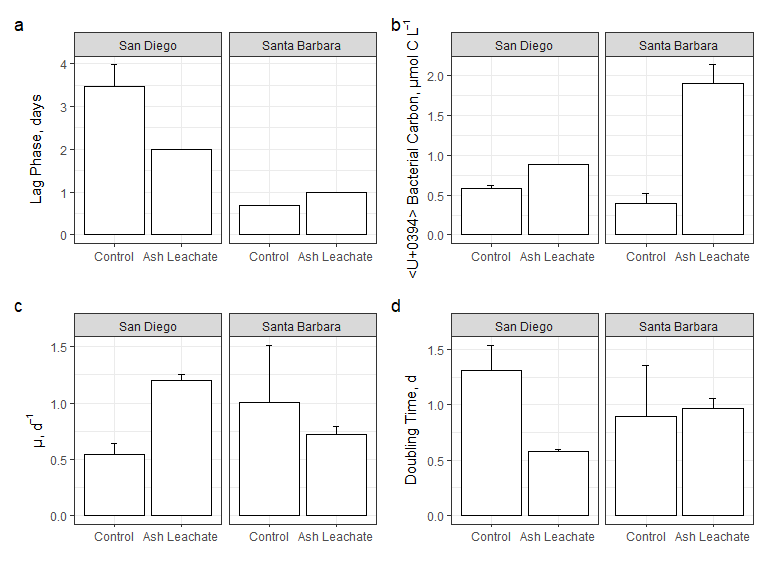 a
San Diego
Santa Barbara
Lag Phase, days
4
3
2
1
0
Control
Ash Leachate
Control
Ash Leachate
b
San Diego
Santa Barbara
<U+0394> Bacterial Carbon, μmol C L⁻¹
2.0
1.5
1.0
0.5
0.0
Control
Ash Leachate
Control
Ash Leachate
c
San Diego
Santa Barbara
μ, d⁻¹
1.5
1.0
0.5
0.0
Control
Ash Leachate
Control
Ash Leachate
d
San Diego
Santa Barbara
Doubling Time, d
1.5
1.0
0.5
0.0
Control
Ash Leachate
Control
Ash Leachate